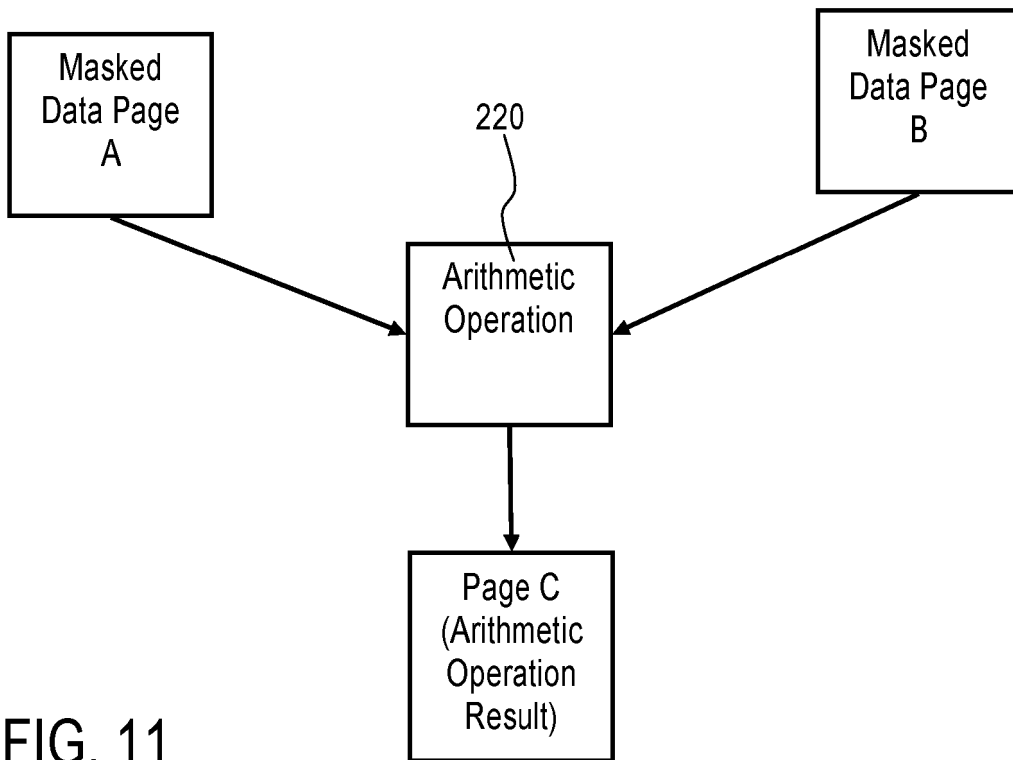 Masked
Data Page
A
Masked
Data Page
B
220
Arithmetic
Operation
Page C
(Arithmetic
Operation
Result)
FIG. 11